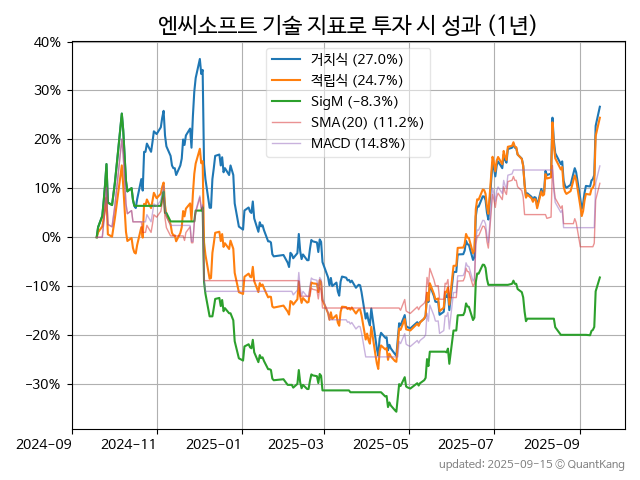 엔씨소프트 기술 지표로 투자 시 성과 (1년)
40%
30%
20%
10%
0%
−10%
−20%
−30%
거치식 (27.0%)
적립식 (24.7%)
SigM (−8.3%)
SMA(20) (11.2%)
MACD (14.8%)
2024-09
2024-11
2025-01
2025-03
2025-05
2025-07
2025-09
updated: 2025-09-15 ⓒ QuantKang